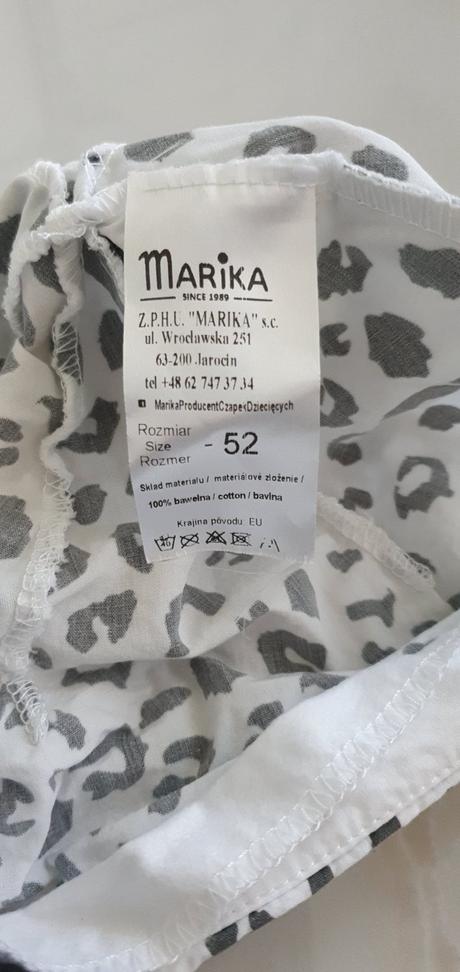 MARiKA
SINCE 1989
Z.P.H.U. "MARIKA" s.c.
ul. Wrocławska 251
63-200 Jarocin
tel +48 62 747 37 34
MarikaProducentCzapekDziecięcych
Rozmiar
Size - 52
Rozmer
Skład materiału / materiálové zloženie /
100% bawełna / cotton / bavlna
Krajina pôvodu EU
40